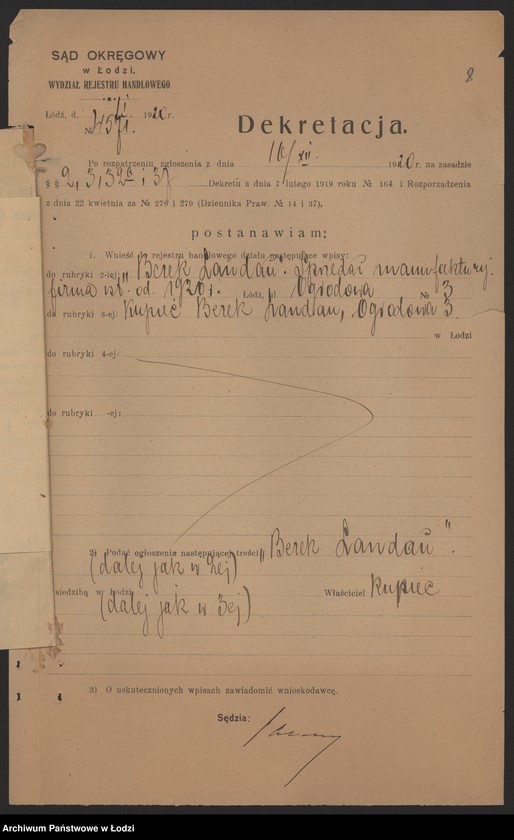 8
SĄD OKRĘGOWY
w Łodzi.
WYDZIAŁ REJESTRU HANDLOWEGO
Łódź, d. 1920 r.
№
Dekretacja.
Po rozpatrzeniu zgłoszenia z dnia 16/XII 1920 r. na zasadzie
§ § 2, 3, 32a i 37 Dekretu z dnia 7 lutego 1919 roku № 164 i Rozporządzenia
z dnia 22 kwietnia za № 278 i 279 (Dziennika Praw. № 14 i 37),
postanawiam:
1. Wnieść do rejestru handlowego działu następujące wpisy:
do rubryki 2-iej: "Berek Landau". Sprzedaż manufaktury.
firma ist. od. 1920 r. Łódź, ul. Ogrodowa № 3
do rubryki 3-ej: Kupiec Berek Landau, Ogrodowa 3.
w Łodzi
do rubryki 4-ej:
do rubryki -ej:
2) Podać ogłoszenie następującej treści "Berek Landau".
(dalej jak w 2ej)
siedzibą w Łodzi Właściciel Kupiec
(dalej jak w 3ej)
3) O uskutecznionych wpisach zawiadomić wnioskodawcę.
Sędzia:
Archiwum Państwowe w Łodzi